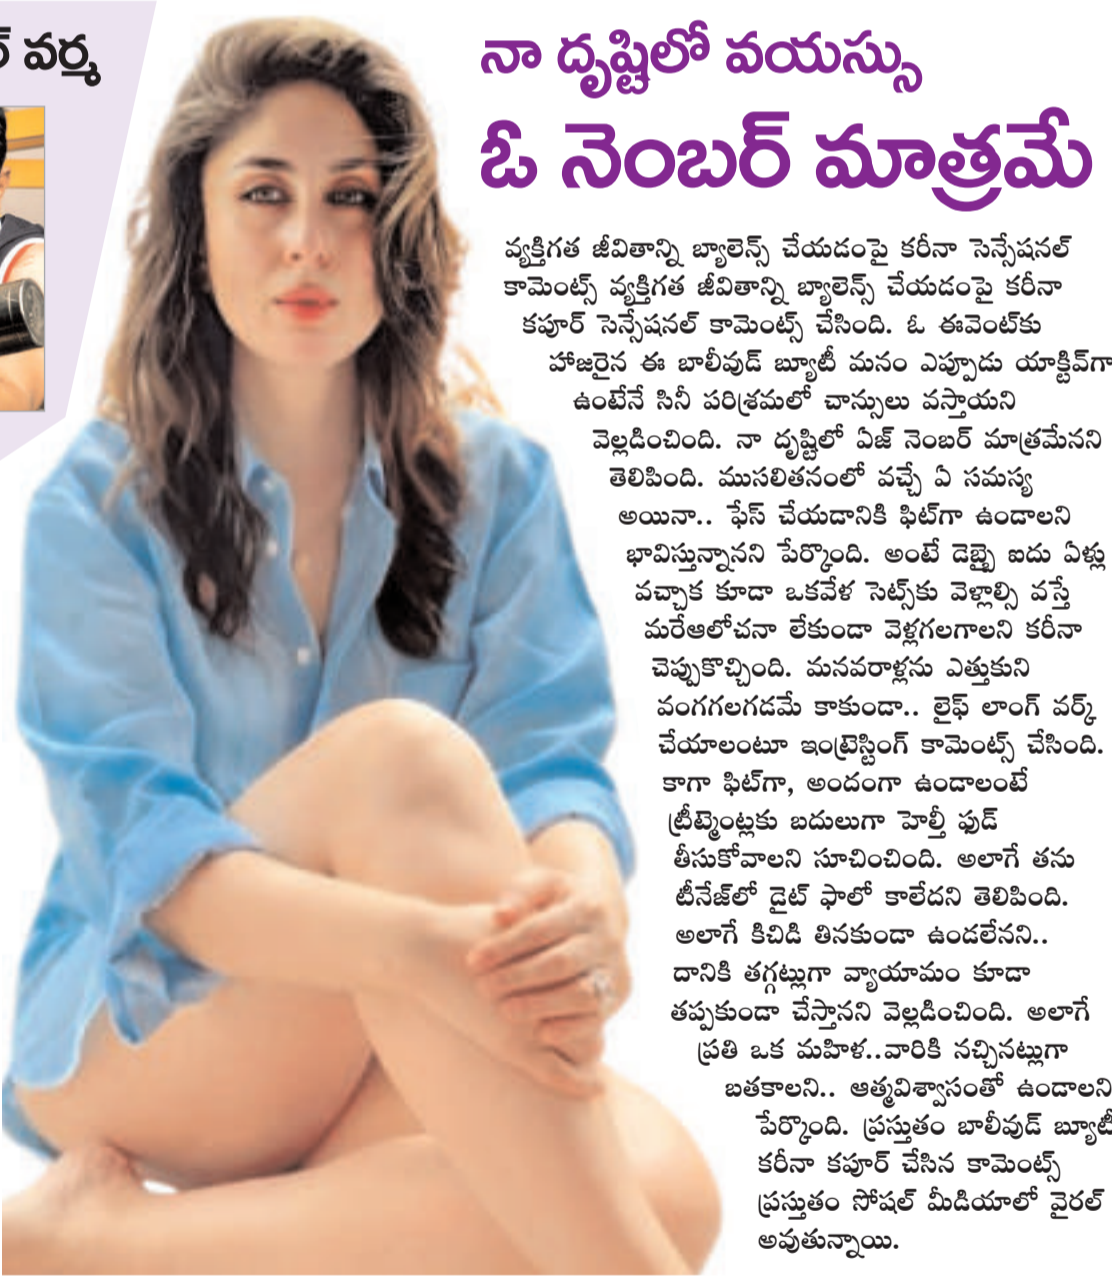 వర్మ
నా దృష్టిలో వయస్సు
ఓ నెంబర్ మాత్రమే
వ్యక్తిగత జీవితాన్ని బ్యాలెన్స్ చేయడంపై కరీనా సెన్సేషనల్
కామెంట్స్ వ్యక్తిగత జీవితాన్ని బ్యాలెన్స్ చేయడంపై కరీనా
కపూర్ సెన్సేషనల్ కామెంట్స్ చేసింది. ఓ ఈవెంట్‌కు
హాజరైన ఈ బాలీవుడ్ బ్యూటీ మనం ఎప్పూడు యాక్టివ్‌గా
ఉంటేనే సినీ పరిశ్రమలో చాన్సులు వస్తాయని
వెల్లడించింది. నా దృష్టిలో ఏజ్ నెంబర్ మాత్రమేనని
తెలిపింది. ముసలితనంలో వచ్చే ఏ సమస్య
అయినా.. ఫేస్ చేయడానికి ఫిట్‌గా ఉండాలని
భావిస్తున్నానని పేర్కొంది. అంటే డెబ్బై ఐదు ఏళ్లు
వచ్చాక కూడా ఒకవేళ సెట్స్‌కు వెళ్లాల్సి వస్తే
మరేఆలోచనా లేకుండా వెళ్లగలగాలని కరీనా
చెప్పుకొచ్చింది. మనవరాళ్లను ఎత్తుకుని
వంగగలగడమే కాకుండా.. లైఫ్ లాంగ్ వర్క్
చేయాలంటూ ఇంట్రెస్టింగ్ కామెంట్స్ చేసింది.
కాగా ఫిట్‌గా, అందంగా ఉండాలంటే
ట్రీట్మెంట్లకు బదులుగా హెల్తీ ఫుడ్
తీసుకోవాలని సూచించింది. అలాగే తను
టీనేజ్‌లో డైట్ ఫాలో కాలేదని తెలిపింది.
అలాగే కిచిడి తినకుండా ఉండలేనని..
దానికి తగ్గట్లుగా వ్యాయామం కూడా
తప్పకుండా చేస్తానని వెల్లడించింది. అలాగే
ప్రతి ఒక మహిళ..వారికి నచ్చినట్లుగా
బతకాలని.. ఆత్మవిశ్వాసంతో ఉండాలని
పేర్కొంది. ప్రస్తుతం బాలీవుడ్ బ్యూటీ
కరీనా కపూర్ చేసిన కామెంట్స్
ప్రస్తుతం సోషల్ మీడియాలో వైరల్
అవుతున్నాయి.